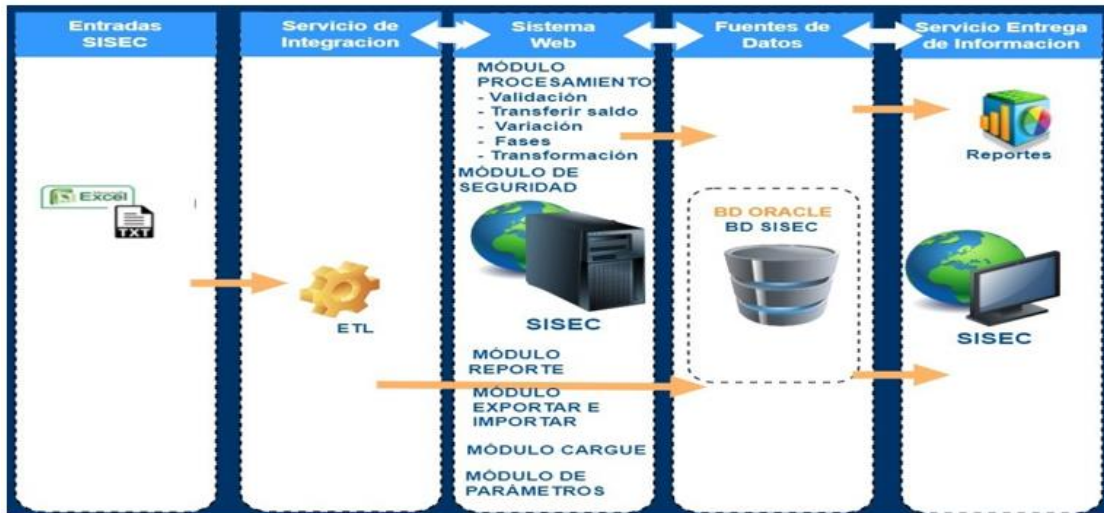 Entradas
SISEC
Servicio de
Integracion
Sistema
Web
Fuentes de
Datos
Servicio Entrega
de Informacion
Excel
TXT
ETL
MÓDULO
PROCESAMIENTO
- Validación
- Transferir saldo
- Variación
- Fases
- Transformación
MÓDULO DE
SEGURIDAD
SISEC
MÓDULO
REPORTE
MÓDULO
EXPORTAR E
IMPORTAR
MÓDULO CARGUE
MÓDULO DE
PARÁMETROS
BD ORACLE
BD SISEC
Reportes
SISEC